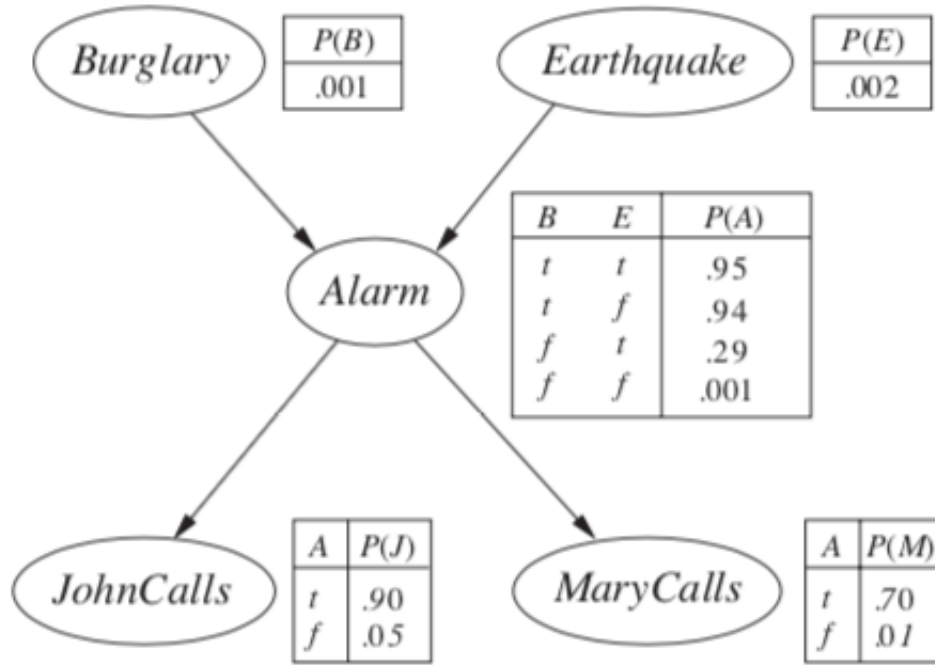 Burglary
P(B)
.001
Earthquake
P(E)
.002
Alarm
B E P(A)
t t .95
t f .94
f t .29
f f .001
JohnCalls
A P(J)
t .90
f .05
MaryCalls
A P(M)
t .70
f .01